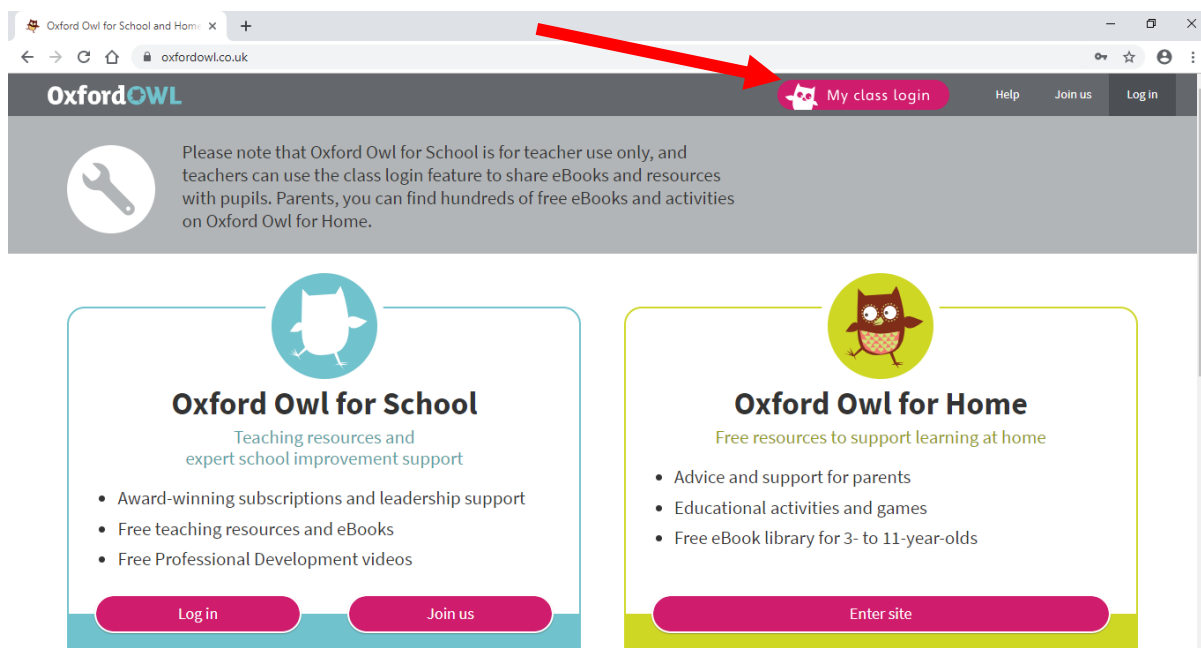 Oxford Owl for School and Home
oxfordowl.co.uk
OxfordOWL
My class login
Help
Join us
Log in
Please note that Oxford Owl for School is for teacher use only, and
teachers can use the class login feature to share eBooks and resources
with pupils. Parents, you can find hundreds of free eBooks and activities
on Oxford Owl for Home.
Oxford Owl for School
Teaching resources and
expert school improvement support
• Award-winning subscriptions and leadership support
• Free teaching resources and eBooks
• Free Professional Development videos
Log in
Join us
Oxford Owl for Home
Free resources to support learning at home
• Advice and support for parents
• Educational activities and games
• Free eBook library for 3- to 11-year-olds
Enter site